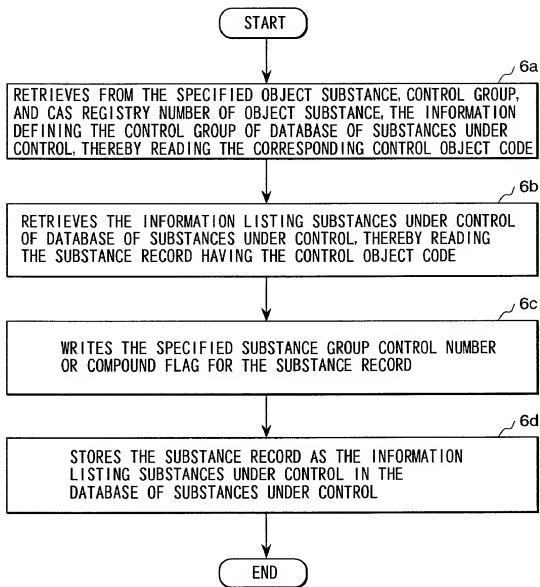 START
6a
RETRIEVES FROM THE SPECIFIED OBJECT SUBSTANCE, CONTROL GROUP,
AND CAS REGISTRY NUMBER OF OBJECT SUBSTANCE, THE INFORMATION
DEFINING THE CONTROL GROUP OF DATABASE OF SUBSTANCES UNDER
CONTROL, THEREBY READING THE CORRESPONDING CONTROL OBJECT CODE
6b
RETRIEVES THE INFORMATION LISTING SUBSTANCES UNDER CONTROL
OF DATABASE OF SUBSTANCES UNDER CONTROL, THEREBY READING
THE SUBSTANCE RECORD HAVING THE CONTROL OBJECT CODE
6c
WRITES THE SPECIFIED SUBSTANCE GROUP CONTROL NUMBER
OR COMPOUND FLAG FOR THE SUBSTANCE RECORD
6d
STORES THE SUBSTANCE RECORD AS THE INFORMATION
LISTING SUBSTANCES UNDER CONTROL IN THE
DATABASE OF SUBSTANCES UNDER CONTROL
END